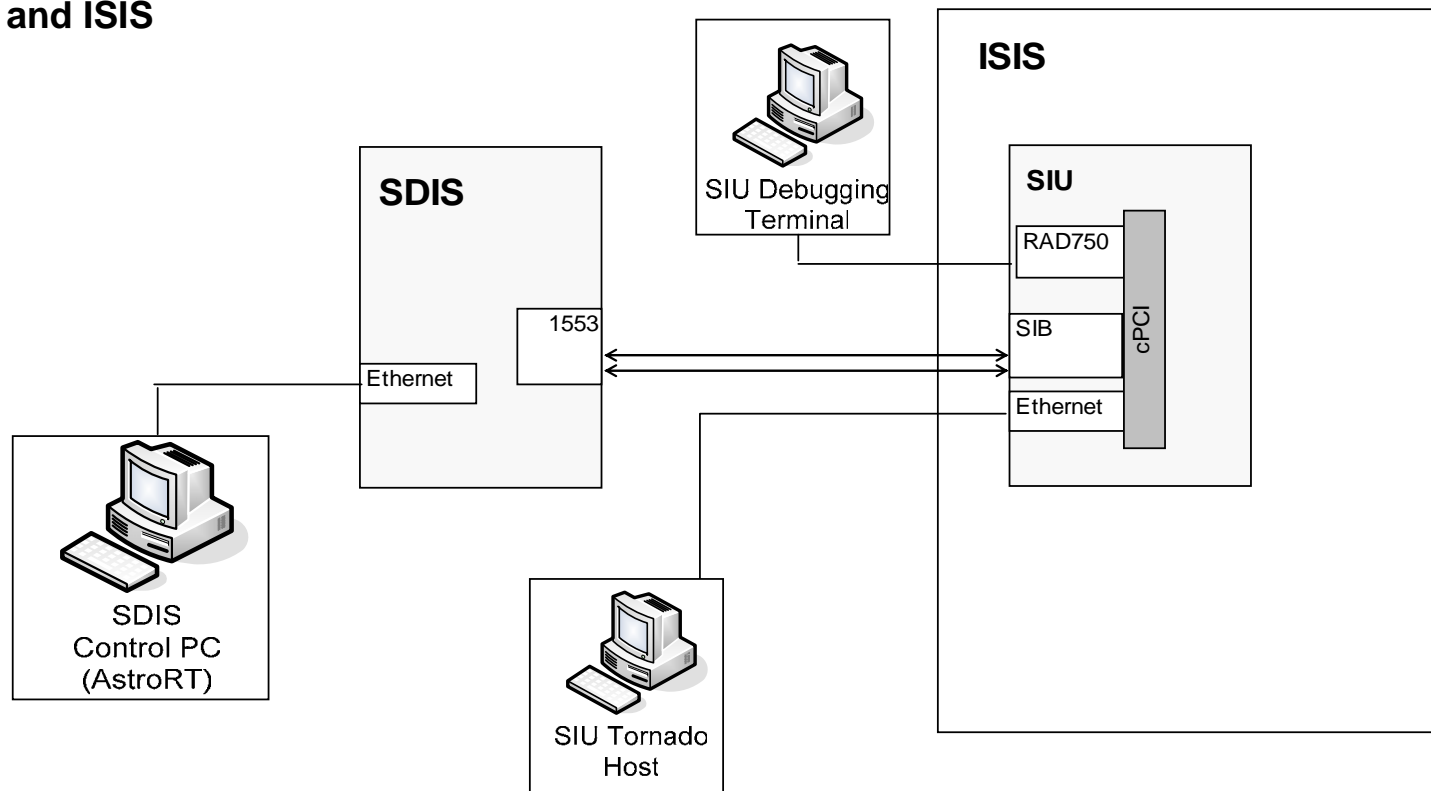 and ISIS
ISIS
SIU Debugging
Terminal
SDIS
SIU
RAD750
1553
SIB
cPCI
Ethernet
Ethernet
SDIS
Control PC
(AstroRT)
SIU Tornado
Host